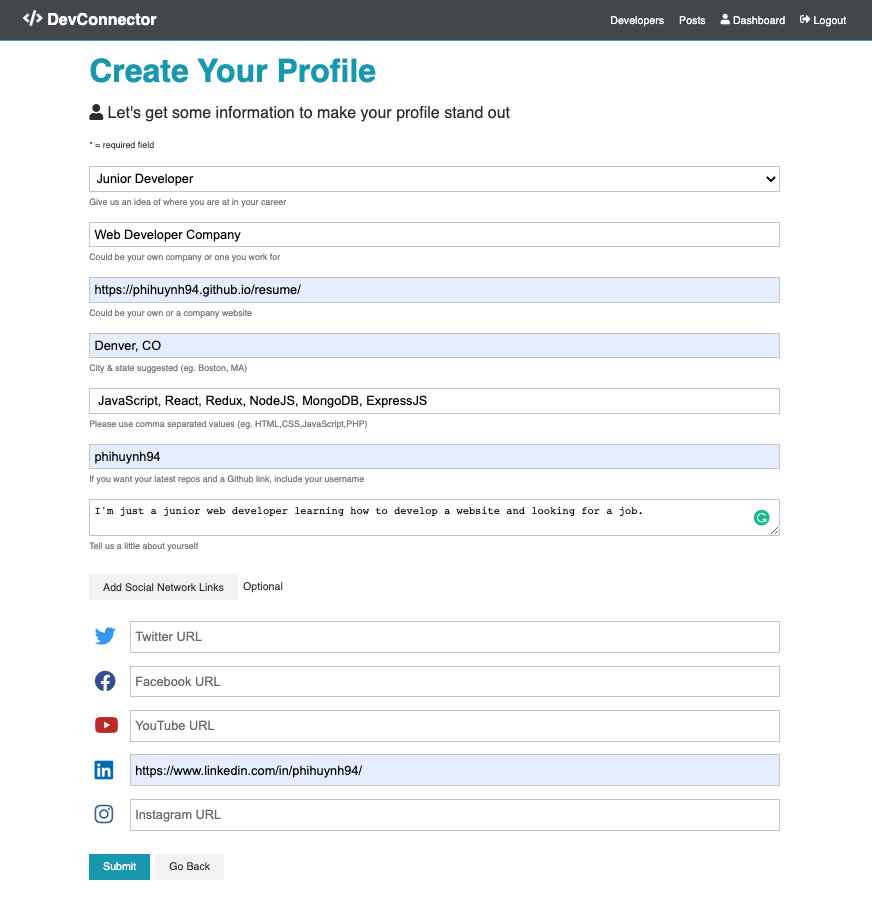 DevConnector
Developers Posts Dashboard Logout
Create Your Profile
Let's get some information to make your profile stand out
* = required field
Junior Developer
Give us an idea of where you are at in your career
Web Developer Company
Could be your own company or one you work for
https://phihuynh94.github.io/resume/
Could be your own or a company website
Denver, CO
City & state suggested (eg. Boston, MA)
JavaScript, React, Redux, NodeJS, MongoDB, ExpressJS
Please use comma separated values (eg. HTML,CSS,JavaScript,PHP)
phihuynh94
If you want your latest repos and a Github link, include your username
I'm just a junior web developer learning how to develop a website and looking for a job.
Tell us a little about yourself
Add Social Network Links Optional
Twitter URL
Facebook URL
YouTube URL
https://www.linkedin.com/in/phihuynh94/
Instagram URL
Submit Go Back